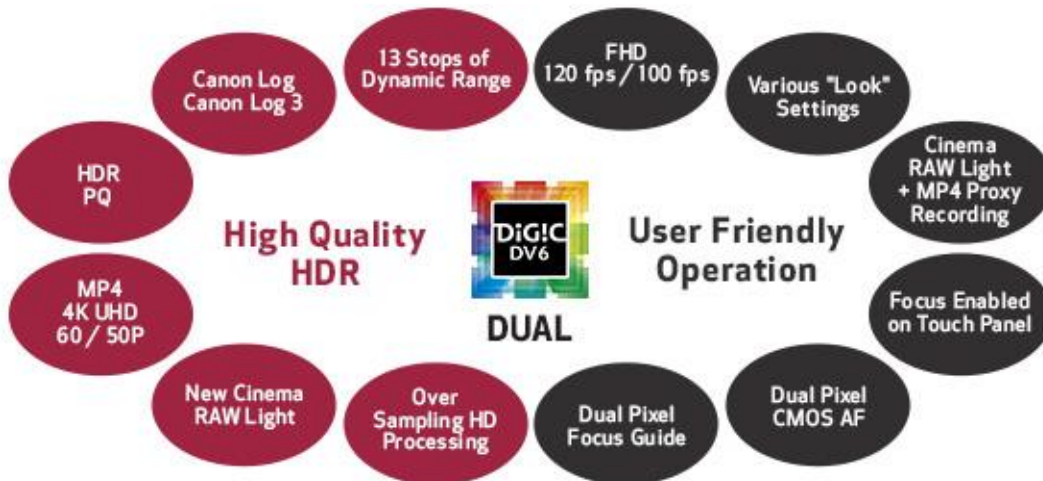 13 Stops of
Dynamic Range
FHD
120 fps / 100 fps
Canon Log
Canon Log 3
Various "Look"
Settings
HDR
PQ
Cinema
RAW Light
+ MP4 Proxy
Recording
High Quality
HDR
DiG!C
DV6
DUAL
User Friendly
Operation
MP4
4K UHD
60 / 50P
Focus Enabled
on Touch Panel
New Cinema
RAW Light
Over
Sampling HD
Processing
Dual Pixel
Focus Guide
Dual Pixel
CMOS AF